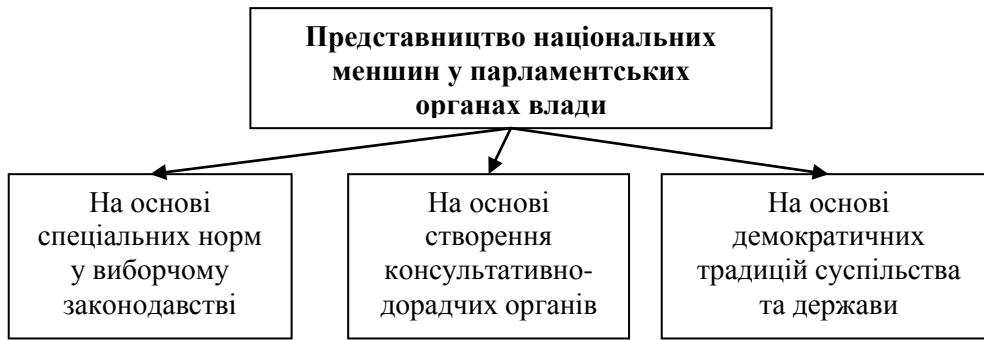 Представництво національних
меншин у парламентських
органах влади
На основі
спеціальних норм
у виборчому
законодавстві
На основі
створення
консультативно-
дорадчих органів
На основі
демократичних
традицій суспільства
та держави